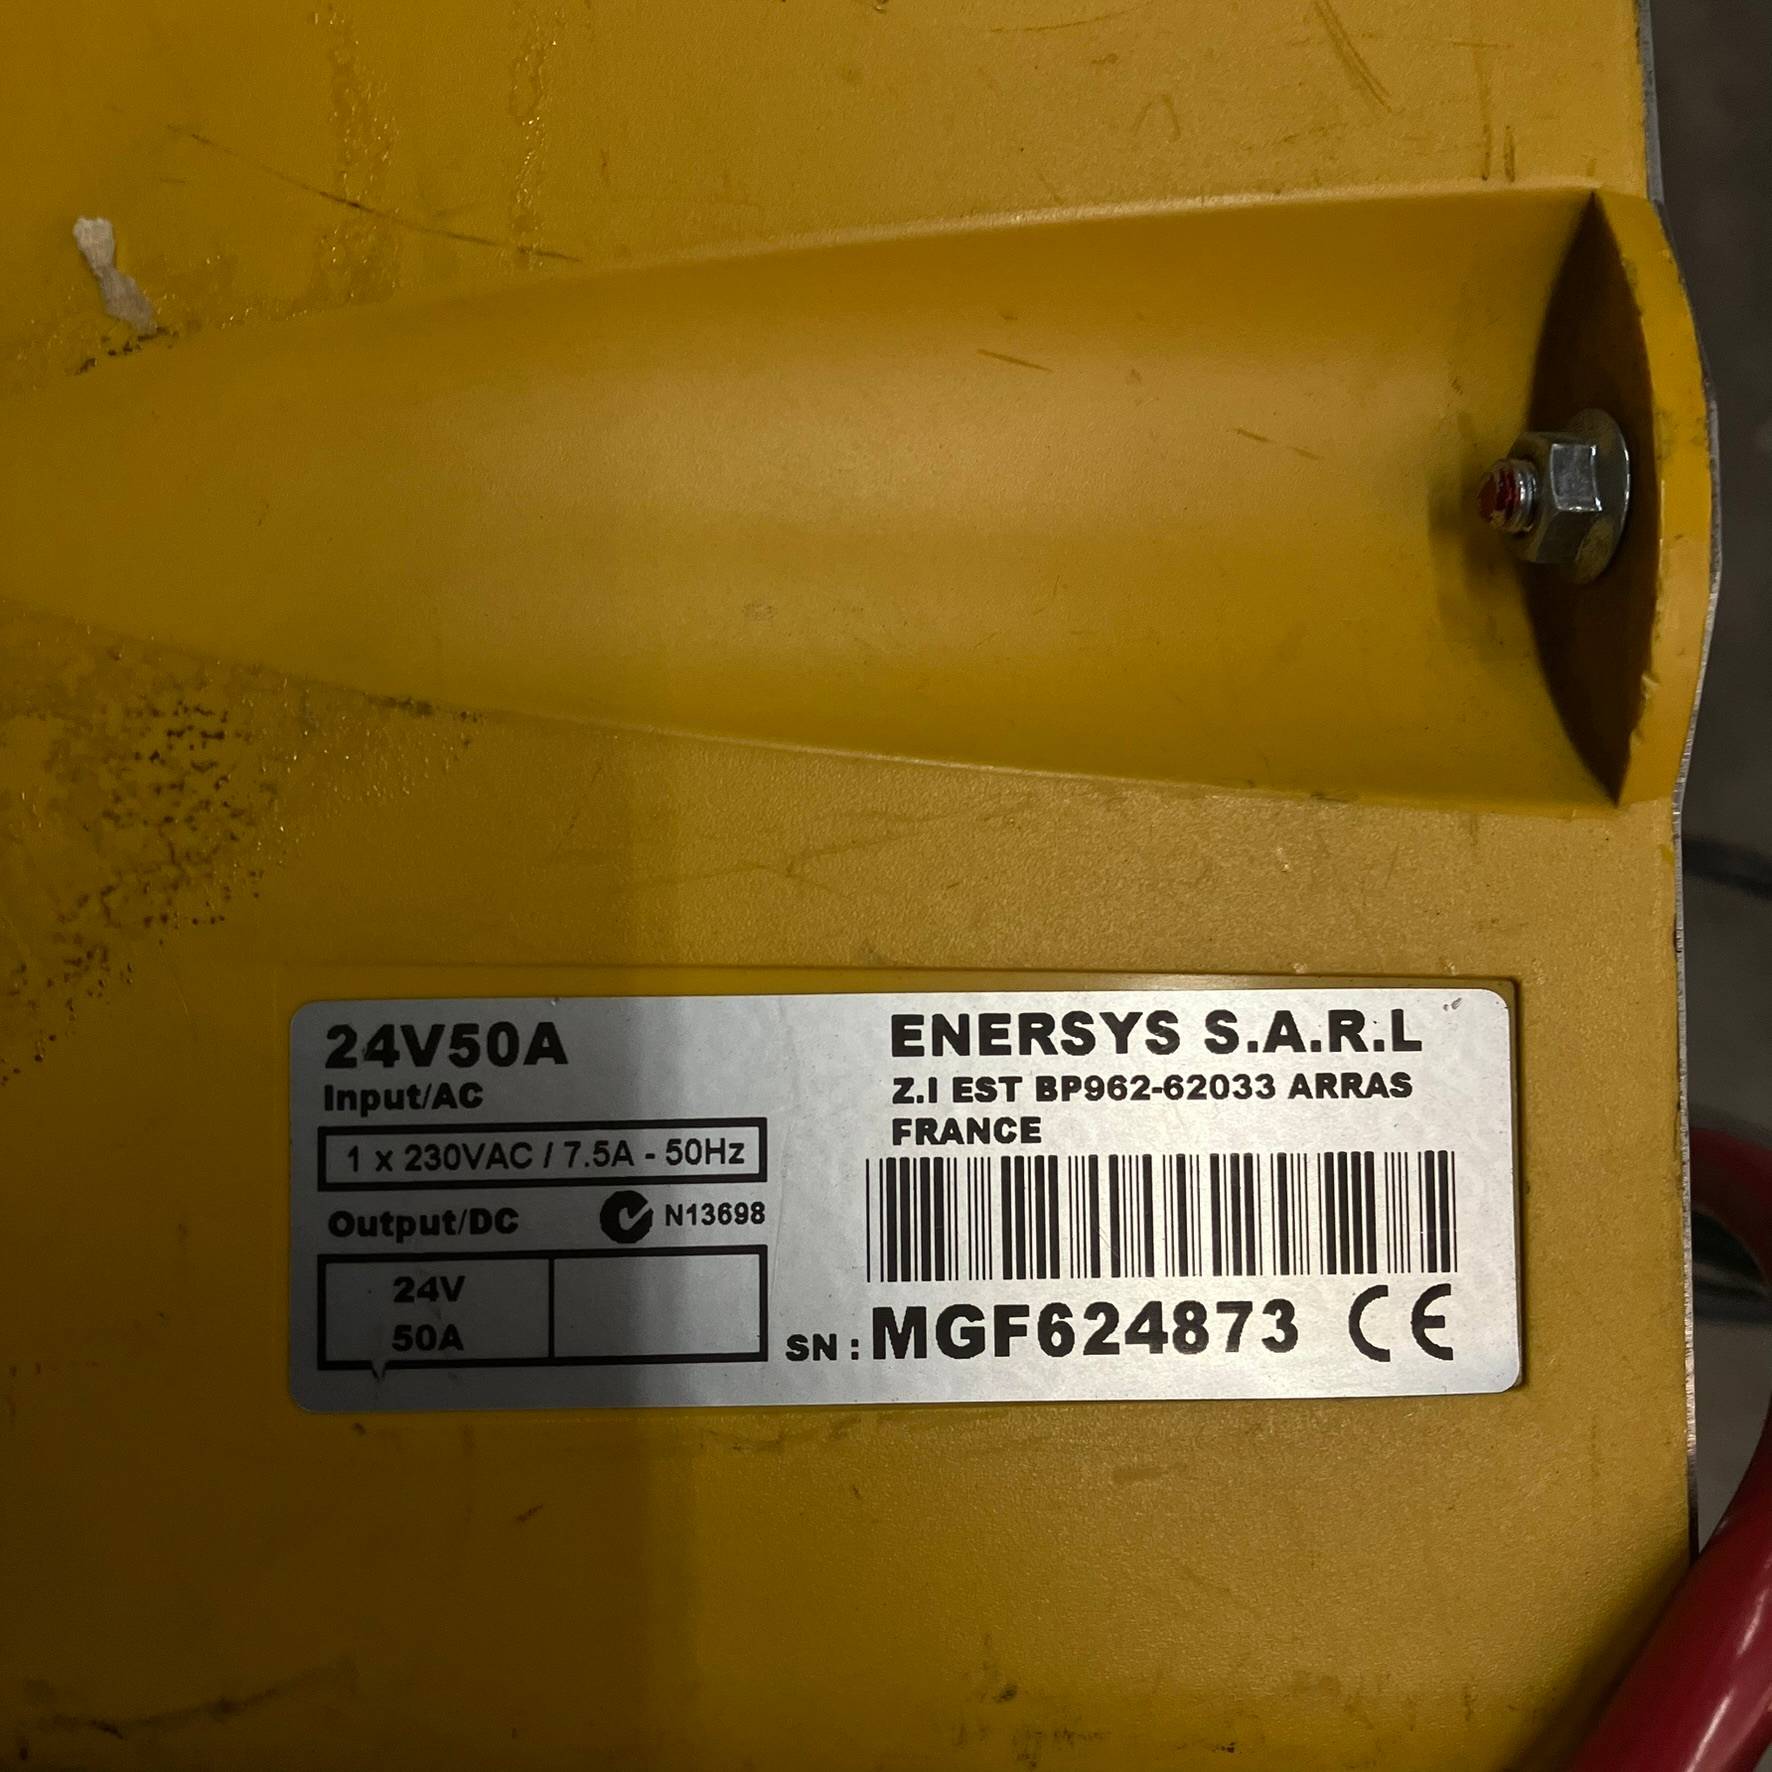 24V50A
Input/AC
1 x 230VAC / 7.5A - 50Hz
Output/DC
N13698
24V
50A
ENERSYS S.A.R.L
Z.I EST BP962-62033 ARRAS
FRANCE
SN : MGF624873 CE